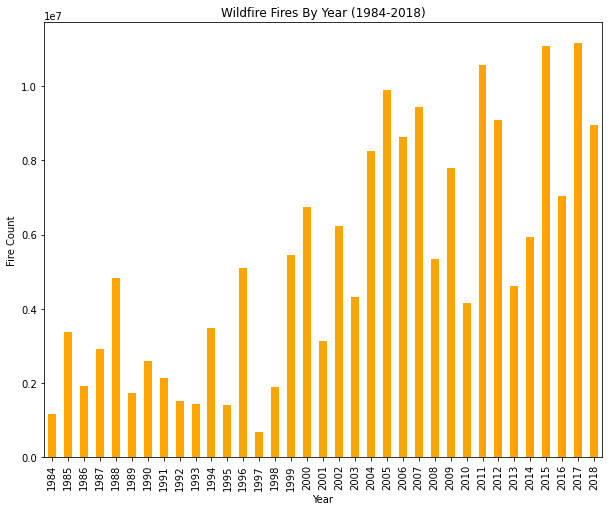 Wildfire Fires By Year (1984-2018)
1e7
1.0
0.8
0.6
0.4
0.2
0.0
Fire Count
1984 1985 1986 1987 1988 1989 1990 1991 1992 1993 1994 1995 1996 1997 1998 1999 2000 2001 2002 2003 2004 2005 2006 2007 2008 2009 2010 2011 2012 2013 2014 2015 2016 2017 2018
Year